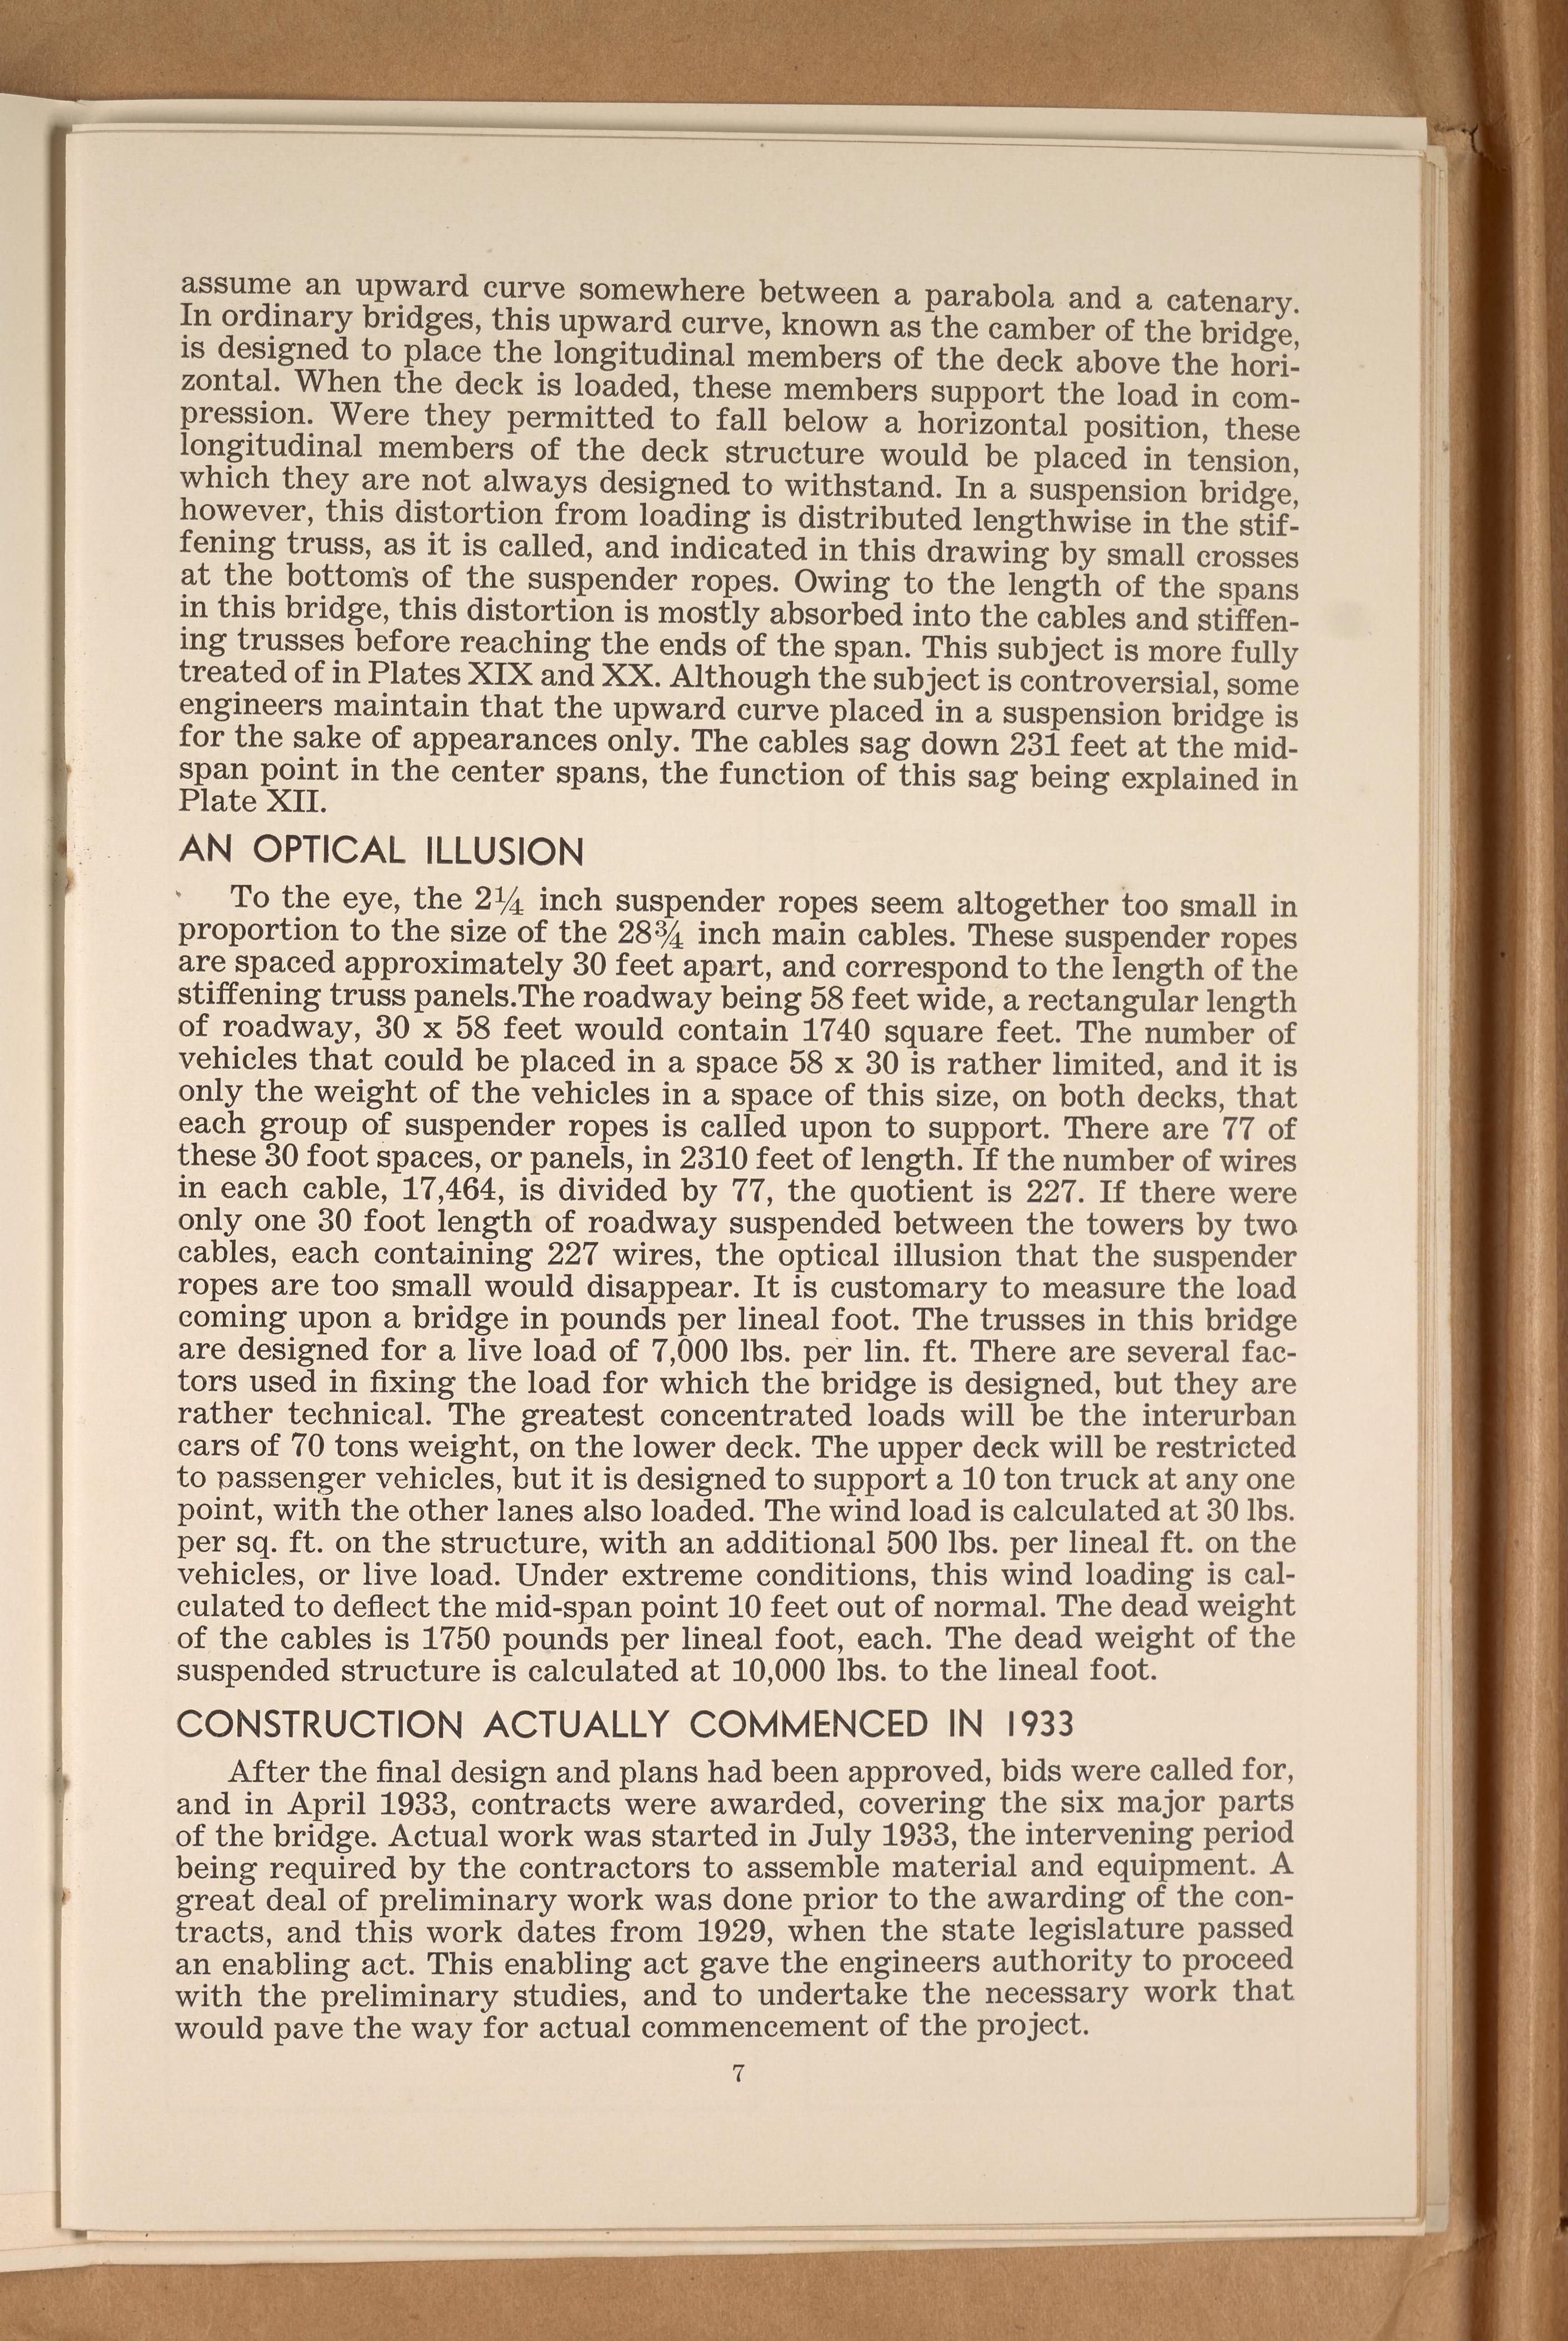 assume an upward curve somewhere between a parabola and a catenary.
In ordinary bridges, this upward curve, known as the camber of the bridge,
is designed to place the longitudinal members of the deck above the hori-
zontal. When the deck is loaded, these members support the load in com-
pression. Were they permitted to fall below a horizontal position, these
longitudinal members of the deck structure would be placed in tension,
which they are not always designed to withstand. In a suspension bridge,
however, this distortion from loading is distributed lengthwise in the stif-
fening truss, as it is called, and indicated in this drawing by small crosses
at the bottoms of the suspender ropes. Owing to the length of the spans
in this bridge, this distortion is mostly absorbed into the cables and stiffen-
ing trusses before reaching the ends of the span. This subject is more fully
treated of in Plates XIX and XX. Although the subject is controversial, some
engineers maintain that the upward curve placed in a suspension bridge is
for the sake of appearances only. The cables sag down 231 feet at the mid-
span point in the center spans, the function of this sag being explained in
Plate XII.
AN OPTICAL ILLUSION
To the eye, the 2¼ inch suspender ropes seem altogether too small in
proportion to the size of the 28¾ inch main cables. These suspender ropes
are spaced approximately 30 feet apart, and correspond to the length of the
stiffening truss panels.The roadway being 58 feet wide, a rectangular length
of roadway, 30 x 58 feet would contain 1740 square feet. The number of
vehicles that could be placed in a space 58 x 30 is rather limited, and it is
only the weight of the vehicles in a space of this size, on both decks, that
each group of suspender ropes is called upon to support. There are 77 of
these 30 foot spaces, or panels, in 2310 feet of length. If the number of wires
in each cable, 17,464, is divided by 77, the quotient is 227. If there were
only one 30 foot length of roadway suspended between the towers by two
cables, each containing 227 wires, the optical illusion that the suspender
ropes are too small would disappear. It is customary to measure the load
coming upon a bridge in pounds per lineal foot. The trusses in this bridge
are designed for a live load of 7,000 lbs. per lin. ft. There are several fac-
tors used in fixing the load for which the bridge is designed, but they are
rather technical. The greatest concentrated loads will be the interurban
cars of 70 tons weight, on the lower deck. The upper deck will be restricted
to passenger vehicles, but it is designed to support a 10 ton truck at any one
point, with the other lanes also loaded. The wind load is calculated at 30 lbs.
per sq. ft. on the structure, with an additional 500 lbs. per lineal ft. on the
vehicles, or live load. Under extreme conditions, this wind loading is cal-
culated to deflect the mid-span point 10 feet out of normal. The dead weight
of the cables is 1750 pounds per lineal foot, each. The dead weight of the
suspended structure is calculated at 10,000 lbs. to the lineal foot.
CONSTRUCTION ACTUALLY COMMENCED IN 1933
After the final design and plans had been approved, bids were called for,
and in April 1933, contracts were awarded, covering the six major parts
of the bridge. Actual work was started in July 1933, the intervening period
being required by the contractors to assemble material and equipment. A
great deal of preliminary work was done prior to the awarding of the con-
tracts, and this work dates from 1929, when the state legislature passed
an enabling act. This enabling act gave the engineers authority to proceed
with the preliminary studies, and to undertake the necessary work that
would pave the way for actual commencement of the project.
7